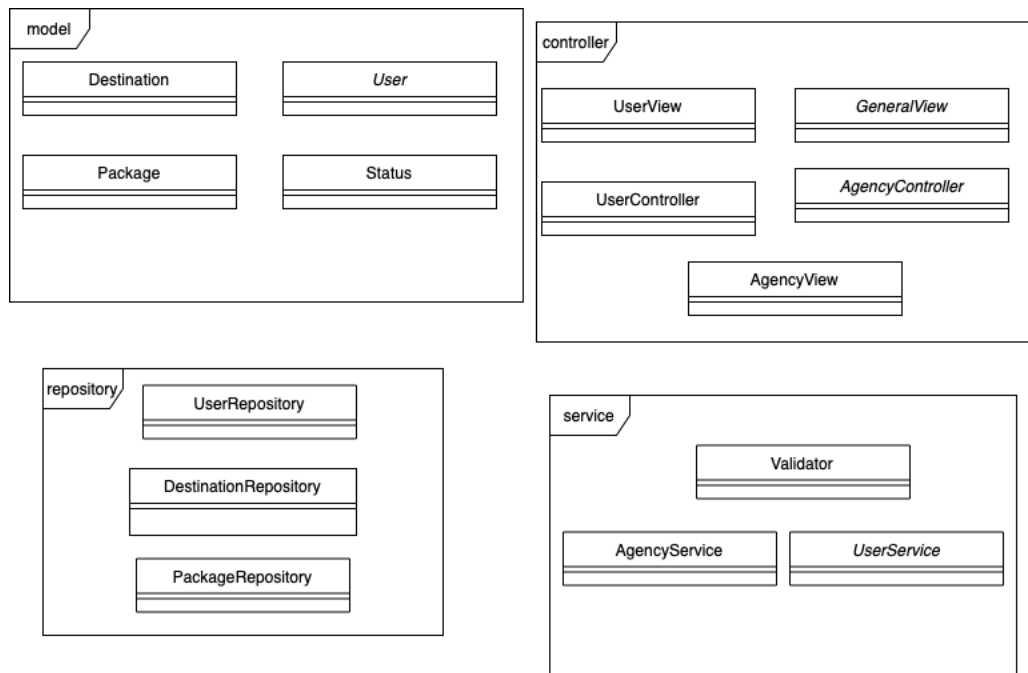 model
Destination
User
Package
Status
controller
UserView
GeneralView
UserController
AgencyController
AgencyView
repository
UserRepository
DestinationRepository
PackageRepository
service
Validator
AgencyService
UserService